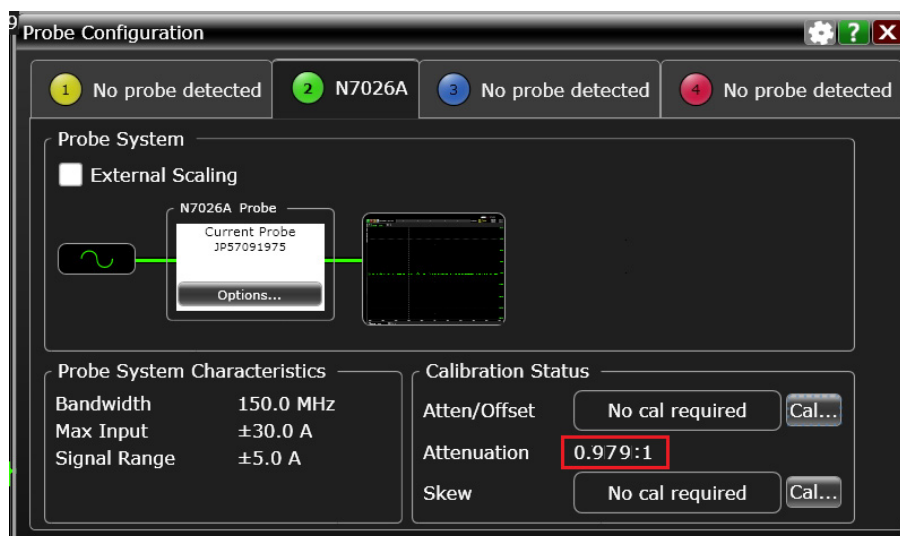 9
Probe Configuration
?
X
1 No probe detected
2 N7026A
3 No probe detected
4 No probe detected
Probe System
External Scaling
N7026A Probe
Current Probe
JP57091975
Options...
Probe System Characteristics
Bandwidth 150.0 MHz
Max Input ±30.0 A
Signal Range ±5.0 A
Calibration Status
Atten/Offset No cal required Cal...
Attenuation 0.979:1
Skew No cal required Cal...